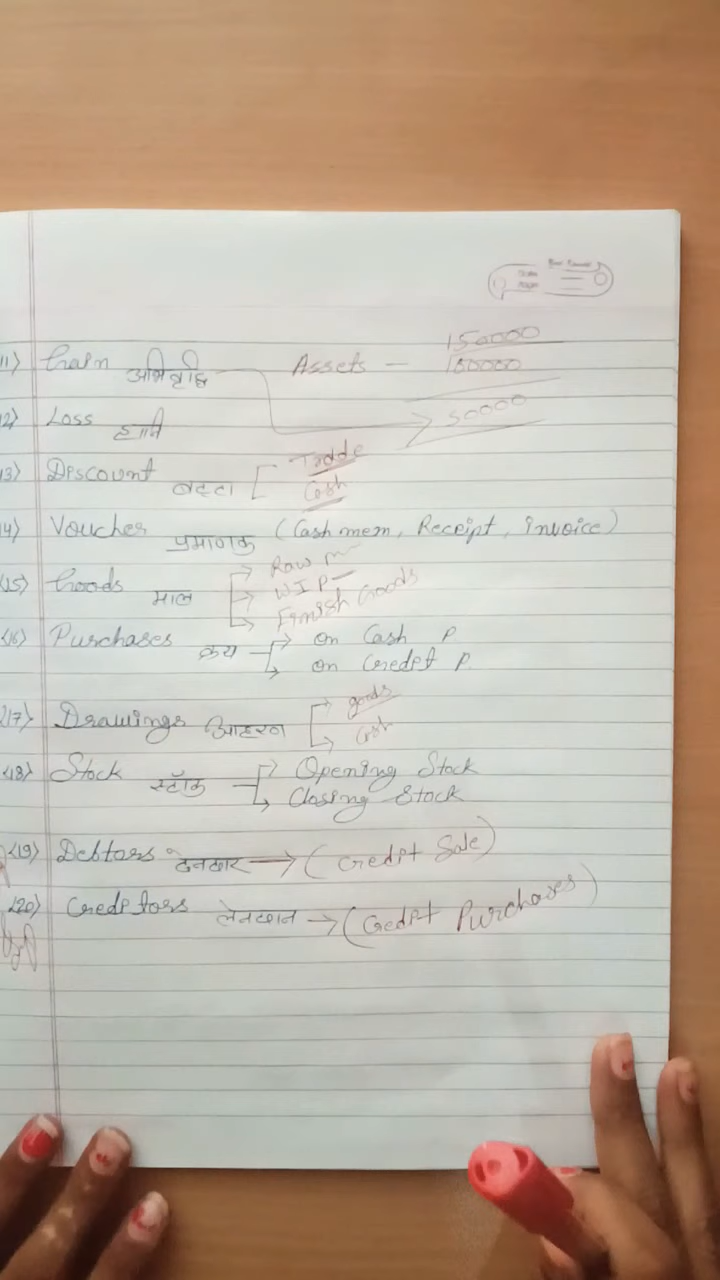 150000
11) Gain अभिवृद्धि Assets — 100000
50000
12) Loss हानि
13) Discount बट्टा Trade
Cash
14) Voucher प्रमाणक (Cash mem, Receipt, Invoice)
Raw m
15) Goods माल W.I.P
Finish Goods
16) Purchases क्रय on Cash P
on Credit P.
17) Drawings आहरण goods
Cash
18) Stock स्टॉक Opening Stock
Closing Stock
19) Debtors देनदार → (Credit Sale)
20) Creditors लेनदार → (Credit Purchases)